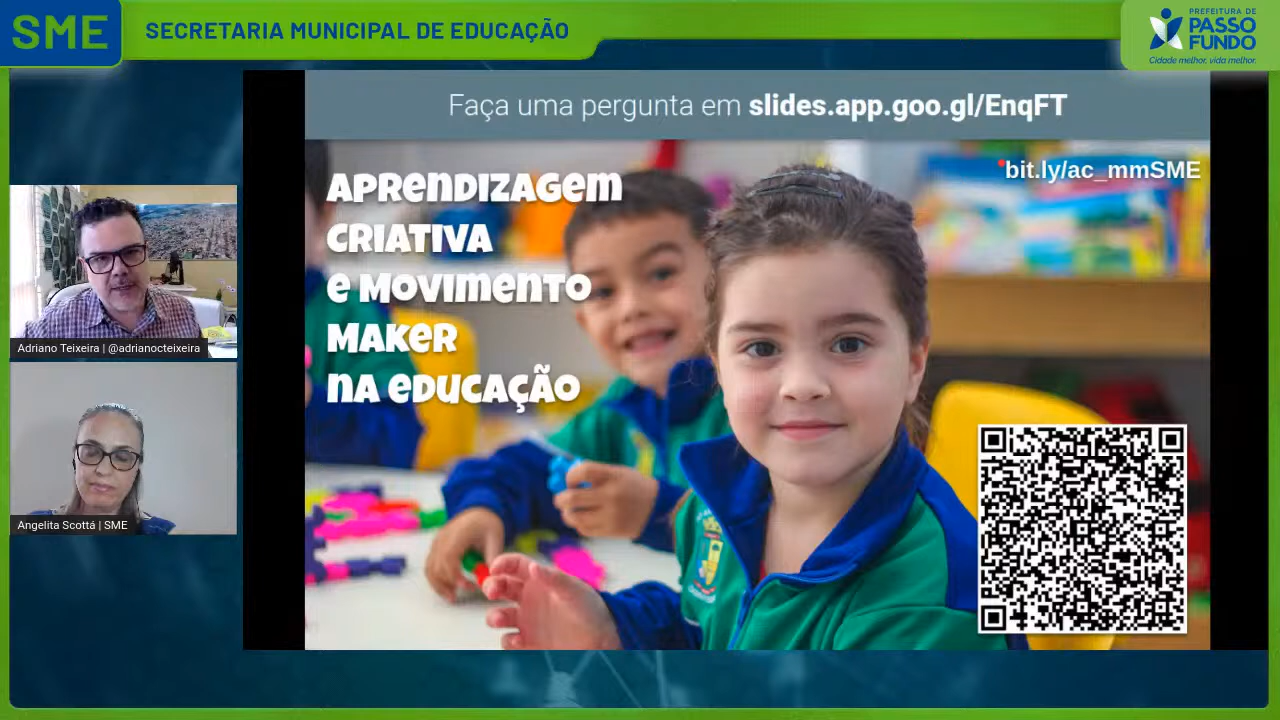 SME
SECRETARIA MUNICIPAL DE EDUCAÇÃO
PREFEITURA DE
PASSO
FUNDO
Cidade melhor, vida melhor.
Faça uma pergunta em slides.app.goo.gl/EnqFT
bit.ly/ac_mmSME
Aprendizagem
criativa
e Movimento
Maker
na educação
Adriano Teixeira | @adrianocteixeira
Angelita Scottá | SME